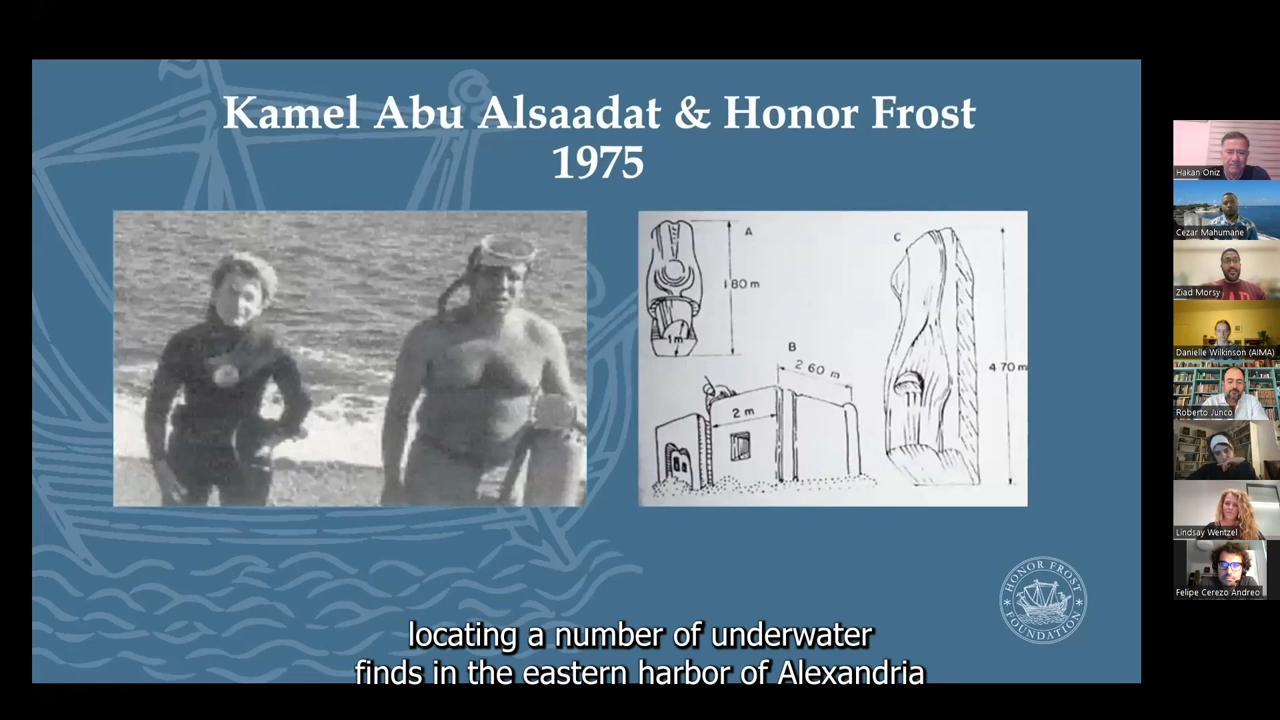 Kamel Abu Alsaadat & Honor Frost
1975
A
1 80 m
1 m
B
2 60 m
2 m
C
4 70 m
HONOR FROST
FOUNDATION
locating a number of underwater
finds in the eastern harbor of Alexandria
Hakan Oniz
Cezar Mahumane
Ziad Morsy
Danielle Wilkinson (AIMA)
Roberto Junco
Lindsay Wentzel
Felipe Cerezo Andreo